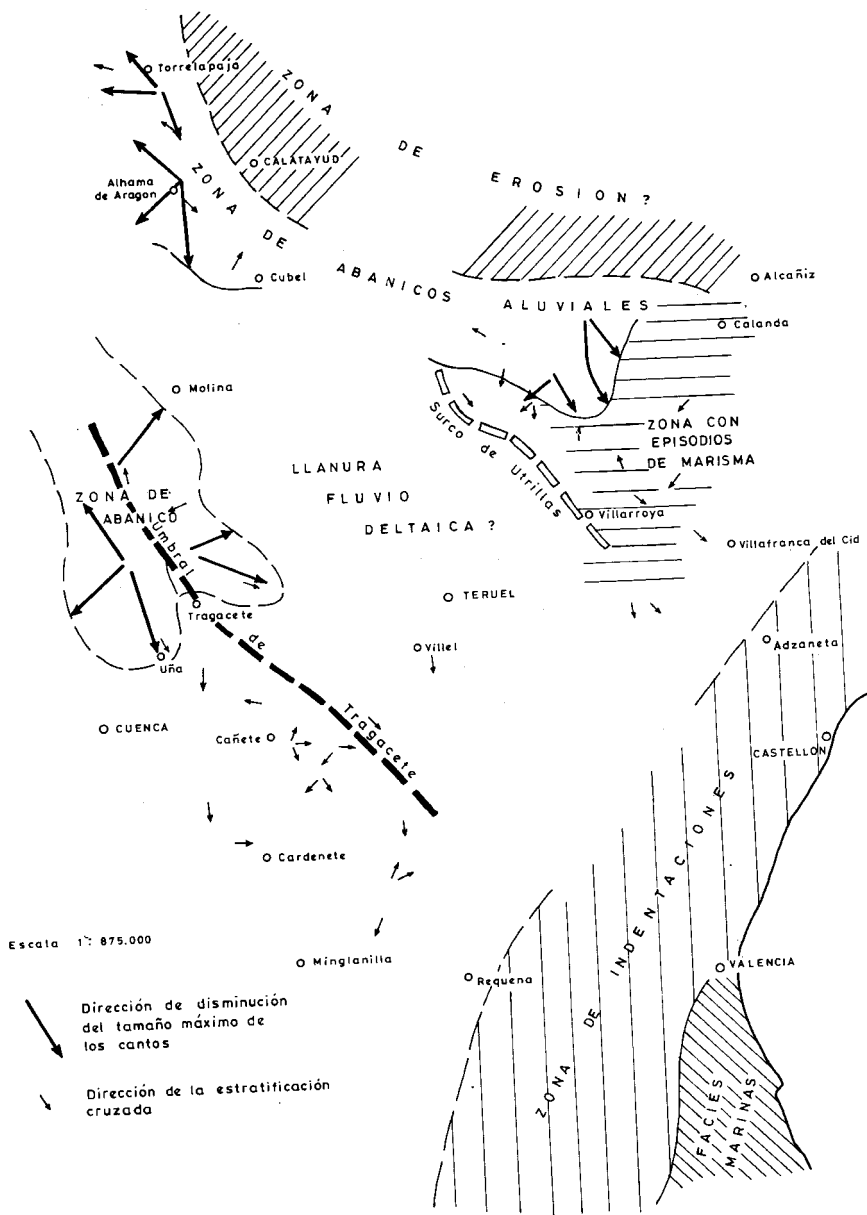 Torrelapaja
ZONA
DE
EROSION ?
CALATAYUD
Alhama
de Aragon
ZONA
DE
ABANICOS
ALUVIALES
Cubel
Alcañiz
Calanda
Molina
Surco de Utrillas
ZONA CON
EPISODIOS
DE MARISMA
LLANURA
FLUVIO
DELTAICA ?
ZONA DE
ABANICO
Umbral
de
Tragacete
Villarroya
Villafranca del Cid
TERUEL
Tragacete
Uña
Villel
Adzaneta
CUENCA
Cañete
CASTELLON
Cardenete
Escala 1: 875.000
Minglanilla
Requena
VALENCIA
ZONA DE INDENTACIONES
FACIES
MARINAS
Dirección de disminución
del tamaño máximo de
los cantos
Dirección de la estratificación
cruzada